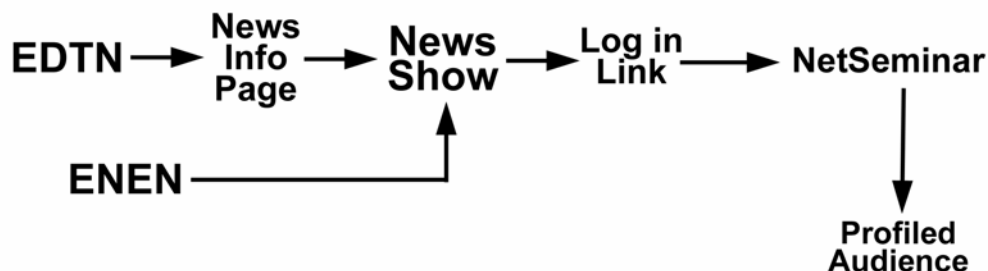 EDTN
News
Info
Page
News
Show
Log in
Link
NetSeminar
ENEN
Profiled
Audience